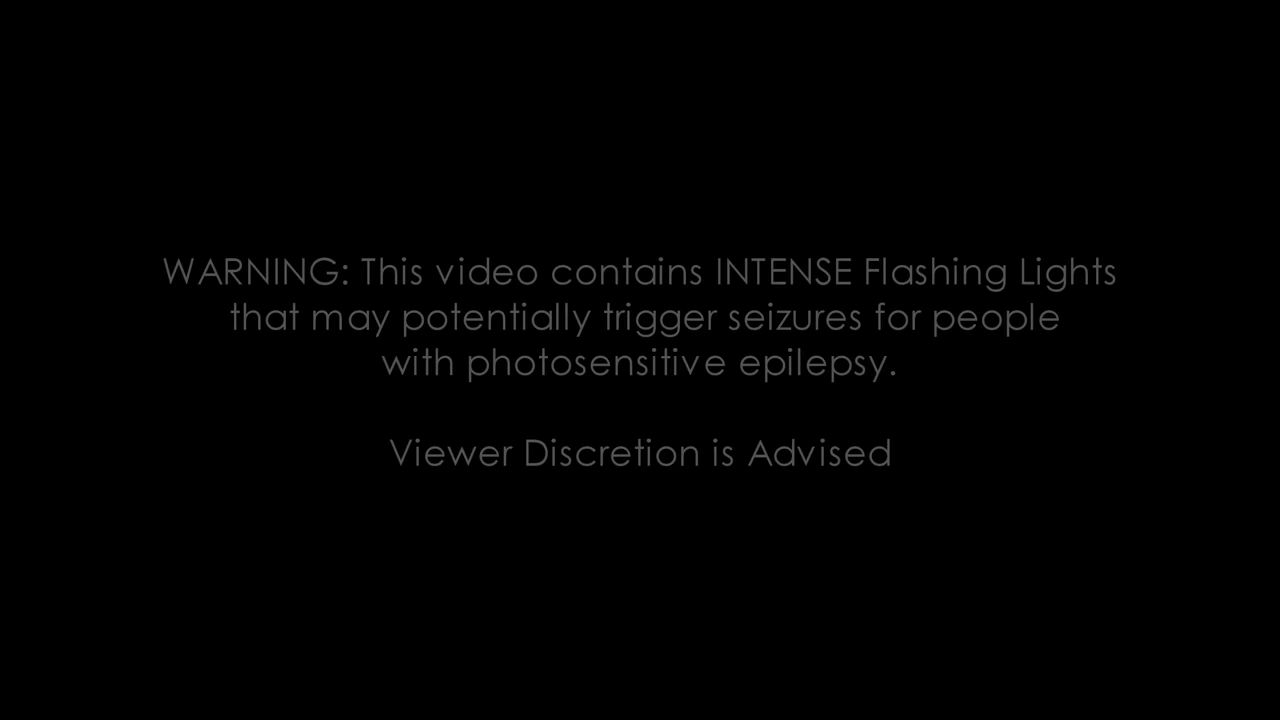 WARNING: This video contains INTENSE Flashing Lights
that may potentially trigger seizures for people
with photosensitive epilepsy.
Viewer Discretion is Advised